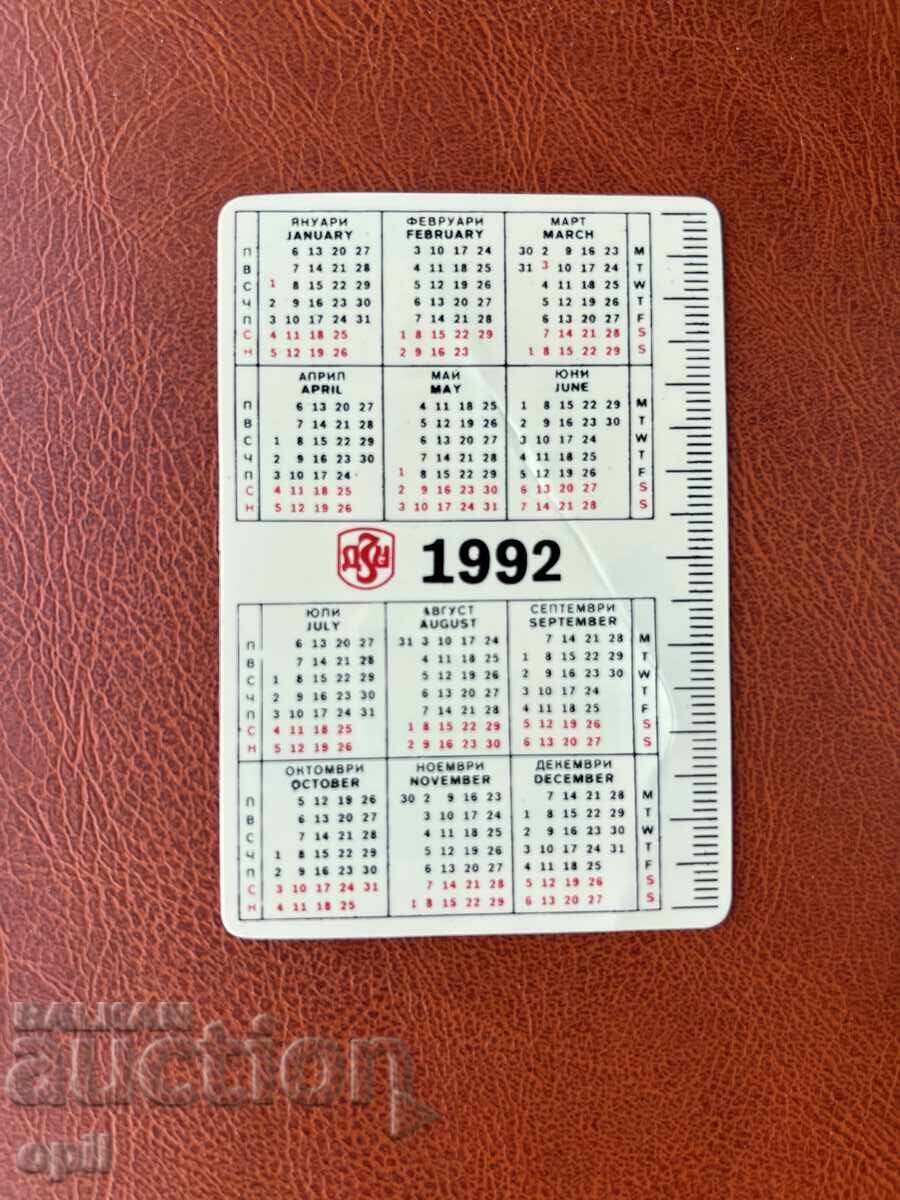 ЯНУАРИ ФЕВРУАРИ МАРТ
JANUARY FEBRUARY MARCH
П 6 13 20 27 3 10 17 24 30 2 9 16 23 M
В 7 14 21 28 4 11 18 25 31 3 10 17 24 T
С 1 8 15 22 29 5 12 19 26 4 11 18 25 W
Ч 2 9 16 23 30 6 13 20 27 5 12 19 26 T
П 3 10 17 24 31 7 14 21 28 6 13 20 27 F
С 4 11 18 25 1 8 15 22 29 7 14 21 28 S
Н 5 12 19 26 2 9 16 23 1 8 15 22 29 S
АПРИЛ МАЙ ЮНИ
APRIL MAY JUNE
П 6 13 20 27 4 11 18 25 1 8 15 22 29 M
В 7 14 21 28 5 12 19 26 2 9 16 23 30 T
С 1 8 15 22 29 6 13 20 27 3 10 17 24 W
Ч 2 9 16 23 30 7 14 21 28 4 11 18 25 T
П 3 10 17 24 1 8 15 22 29 5 12 19 26 F
С 4 11 18 25 2 9 16 23 30 6 13 20 27 S
Н 5 12 19 26 3 10 17 24 31 7 14 21 28 S
1992
ЮЛИ АВГУСТ СЕПТЕМВРИ
JULY AUGUST SEPTEMBER
П 6 13 20 27 31 3 10 17 24 7 14 21 28 M
В 7 14 21 28 4 11 18 25 1 8 15 22 29 T
С 1 8 15 22 29 5 12 19 26 2 9 16 23 30 W
Ч 2 9 16 23 30 6 13 20 27 3 10 17 24 T
П 3 10 17 24 31 7 14 21 28 4 11 18 25 F
С 4 11 18 25 1 8 15 22 29 5 12 19 26 S
Н 5 12 19 26 2 9 16 23 30 6 13 20 27 S
ОКТОМВРИ НОЕМВРИ ДЕКЕМВРИ
OCTOBER NOVEMBER DECEMBER
П 5 12 19 26 30 2 9 16 23 7 14 21 28 M
В 6 13 20 27 3 10 17 24 1 8 15 22 29 T
С 7 14 21 28 4 11 18 25 2 9 16 23 30 W
Ч 1 8 15 22 29 5 12 19 26 3 10 17 24 31 T
П 2 9 16 23 30 6 13 20 27 4 11 18 25 F
С 3 10 17 24 31 7 14 21 28 5 12 19 26 S
Н 4 11 18 25 1 8 15 22 29 6 13 20 27 S
BALKAN
auction
opil